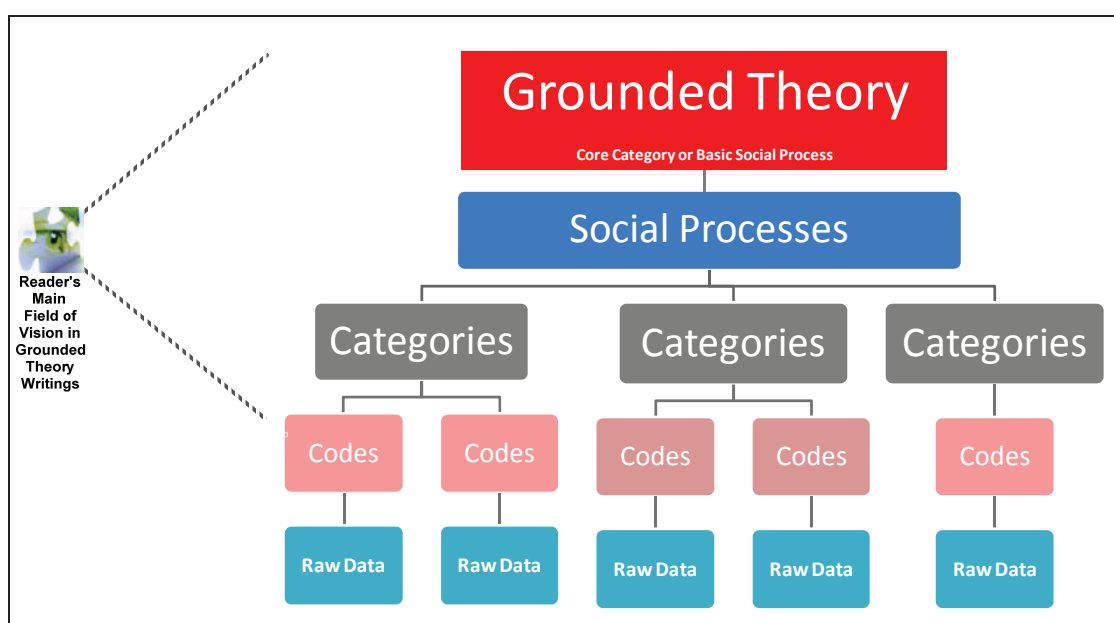 Grounded Theory
Core Category or Basic Social Process
Social Processes
Reader's
Main
Field of
Vision in
Grounded
Theory
Writings
Categories
Categories
Categories
Codes
Codes
Codes
Codes
Codes
Raw Data
Raw Data
Raw Data
Raw Data
Raw Data